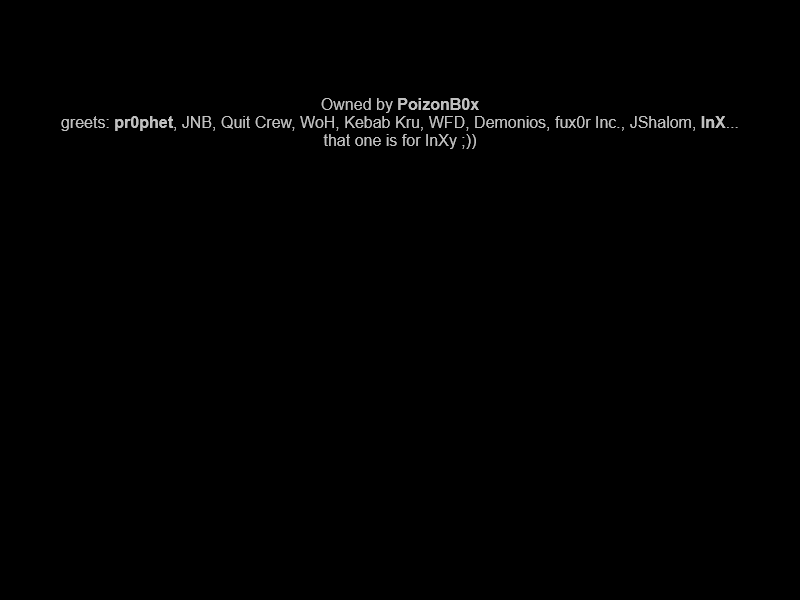 Owned by PoizonB0x
greets: pr0phet, JNB, Quit Crew, WoH, Kebab Kru, WFD, Demonios, fux0r Inc., JShalom, InX...
that one is for InXy ;))